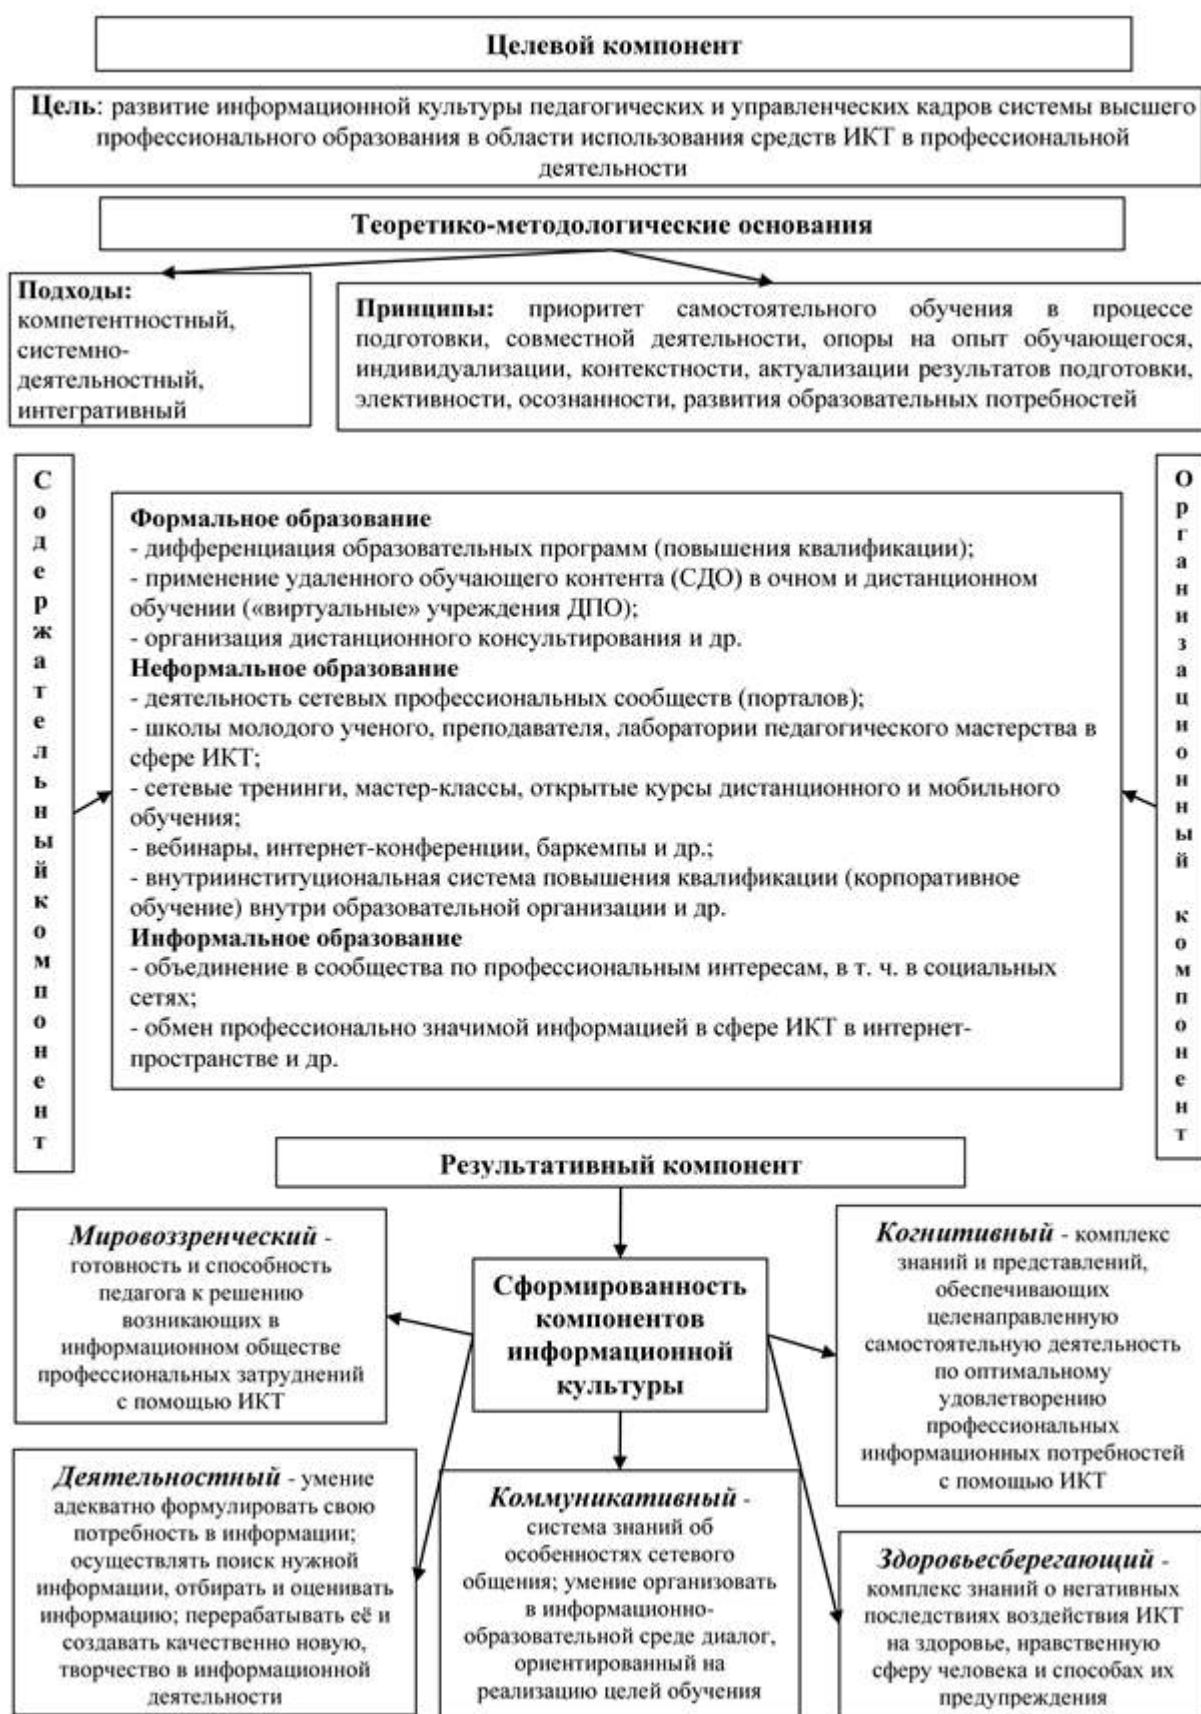 Целевой компонент
Цель: развитие информационной культуры педагогических и управленческих кадров системы высшего
профессионального образования в области использования средств ИКТ в профессиональной
деятельности
Теоретико-методологические основания
Подходы:
компетентностный,
системно-
деятельностный,
интегративный
Принципы: приоритет самостоятельного обучения в процессе
подготовки, совместной деятельности, опоры на опыт обучающегося,
индивидуализации, контекстности, актуализации результатов подготовки,
элективности, осознанности, развития образовательных потребностей
Содержательный компонент
Формальное образование
- дифференциация образовательных программ (повышения квалификации);
- применение удаленного обучающего контента (СДО) в очном и дистанционном
обучении («виртуальные» учреждения ДПО);
- организация дистанционного консультирования и др.
Неформальное образование
- деятельность сетевых профессиональных сообществ (порталов);
- школы молодого ученого, преподавателя, лаборатории педагогического мастерства в
сфере ИКТ;
- сетевые тренинги, мастер-классы, открытые курсы дистанционного и мобильного
обучения;
- вебинары, интернет-конференции, баркемпы и др.;
- внутриинституциональная система повышения квалификации (корпоративное
обучение) внутри образовательной организации и др.
Информальное образование
- объединение в сообщества по профессиональным интересам, в т. ч. в социальных
сетях;
- обмен профессионально значимой информацией в сфере ИКТ в интернет-
пространстве и др.
Организационный компонент
Результативный компонент
Мировоззренческий -
готовность и способность
педагога к решению
возникающих в
информационном обществе
профессиональных затруднений
с помощью ИКТ
Сформированность
компонентов
информационной
культуры
Когнитивный - комплекс
знаний и представлений,
обеспечивающих
целенаправленную
самостоятельную деятельность
по оптимальному
удовлетворению
профессиональных
информационных потребностей
с помощью ИКТ
Деятельностный - умение
адекватно формулировать свою
потребность в информации;
осуществлять поиск нужной
информации, отбирать и оценивать
информацию; перерабатывать её и
создавать качественно новую,
творчество в информационной
деятельности
Коммуникативный -
система знаний об
особенностях сетевого
общения; умение организовать
в информационно-
образовательной среде диалог,
ориентированный на
реализацию целей обучения
Здоровьесберегающий -
комплекс знаний о негативных
последствиях воздействия ИКТ
на здоровье, нравственную
сферу человека и способах их
предупреждения